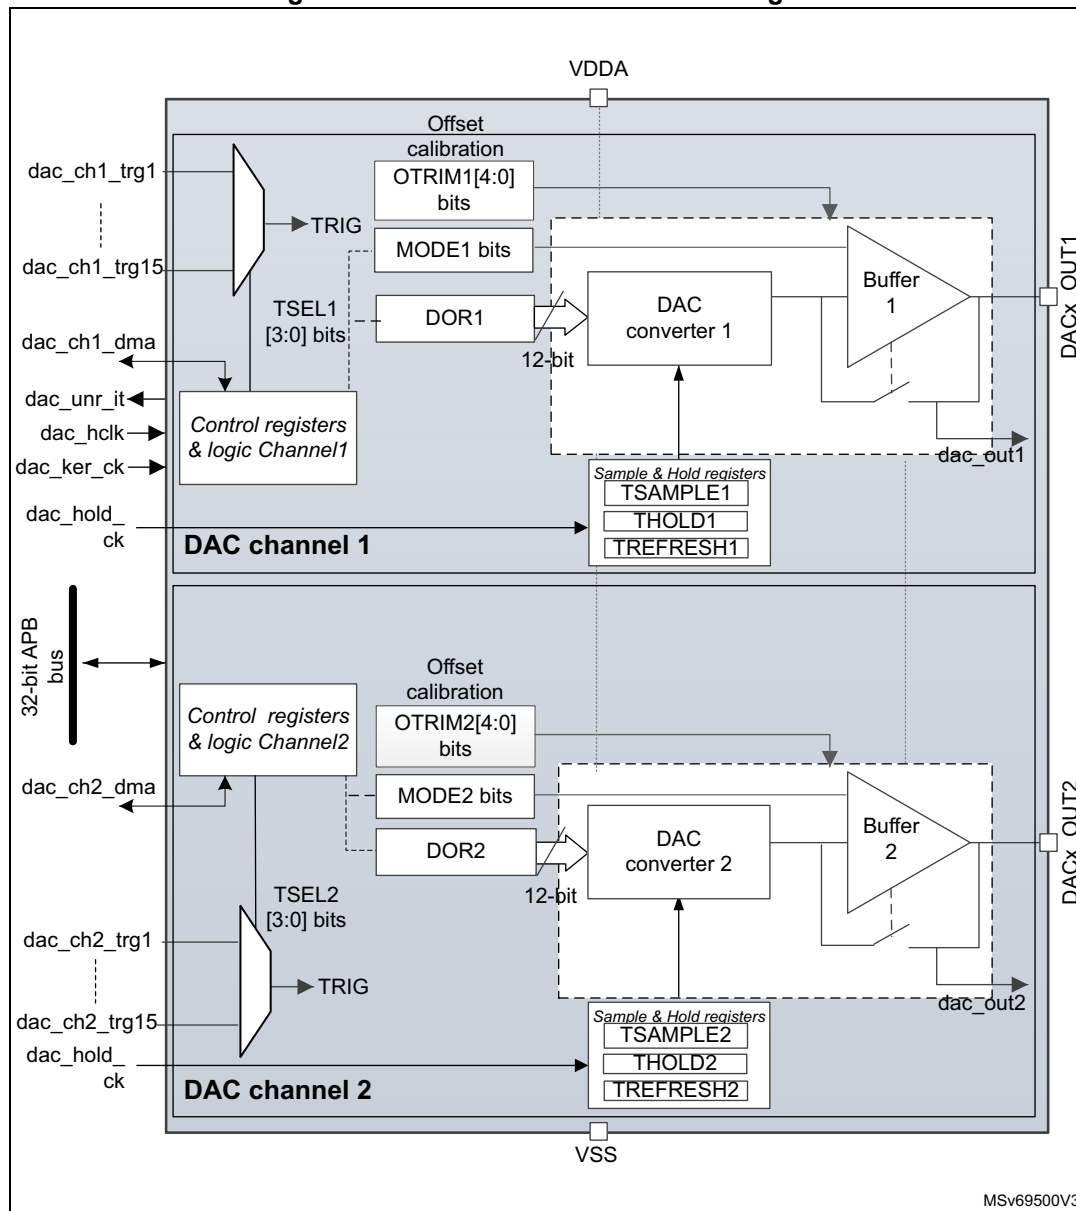 VDDA
Offset
calibration
OTRIM1[4:0]
bits
dac_ch1_trg1
TRIG
MODE1 bits
dac_ch1_trg15
TSEL1
[3:0] bits
DOR1
12-bit
DAC
converter 1
Buffer
1
DACx_OUT1
dac_ch1_dma
dac_unr_it
dac_hclk
dac_ker_ck
Control registers
& logic Channel1
dac_out1
Sample & Hold registers
TSAMPLE1
THOLD1
TREFRESH1
dac_hold_
ck
DAC channel 1
32-bit APB
bus
Offset
calibration
Control registers
& logic Channel2
OTRIM2[4:0]
bits
dac_ch2_dma
MODE2 bits
DOR2
12-bit
DAC
converter 2
Buffer
2
DACx_OUT2
TSEL2
[3:0] bits
dac_ch2_trg1
TRIG
dac_ch2_trg15
dac_out2
Sample & Hold registers
TSAMPLE2
THOLD2
TREFRESH2
dac_hold_
ck
DAC channel 2
VSS
MSv69500V3